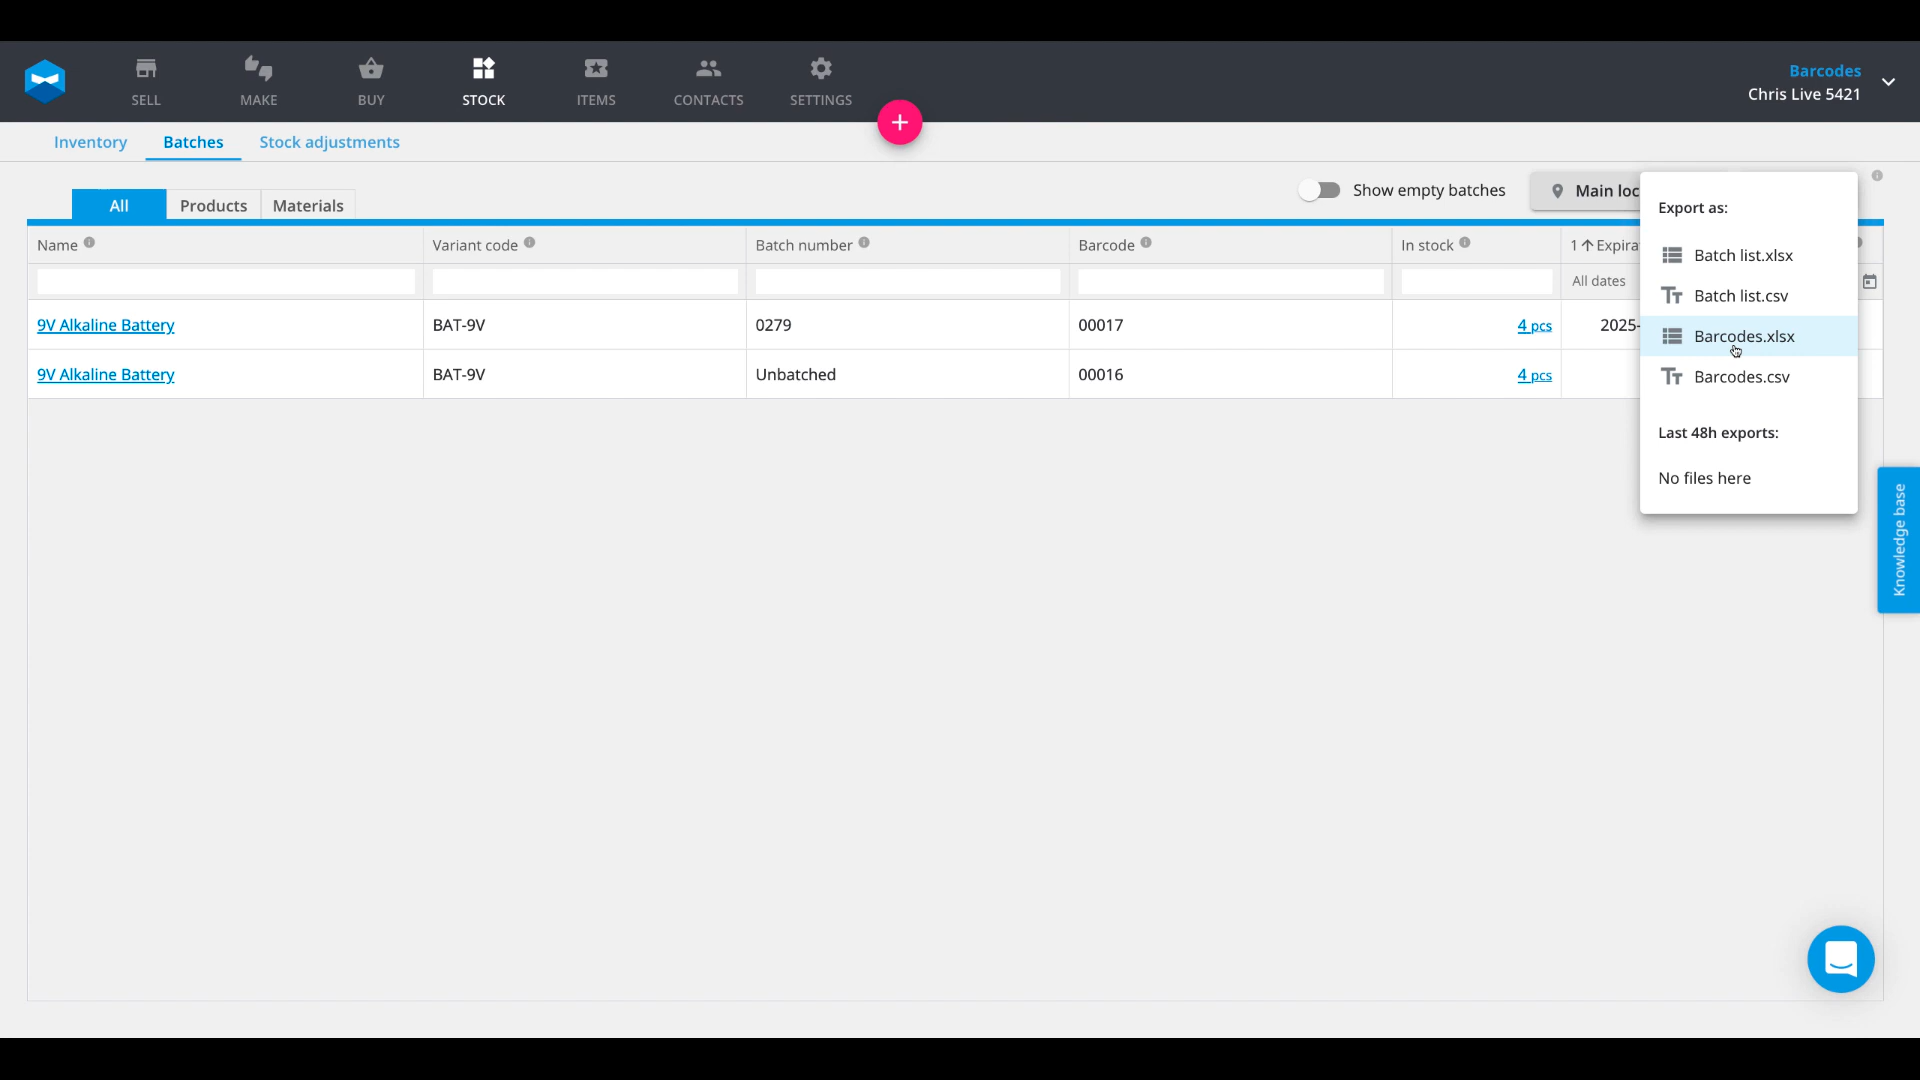 SELL
MAKE
BUY
STOCK
ITEMS
CONTACTS
SETTINGS
Barcodes
Chris Live 5421
+
Inventory
Batches
Stock adjustments
All
Products
Materials
Show empty batches
Main loc
Name
Variant code
Batch number
Barcode
In stock
1 Expira
All dates
9V Alkaline Battery
BAT-9V
0279
00017
4 pcs
2025-
9V Alkaline Battery
BAT-9V
Unbatched
00016
4 pcs
Export as:
Batch list.xlsx
Batch list.csv
Barcodes.xlsx
Barcodes.csv
Last 48h exports:
No files here
Knowledge base